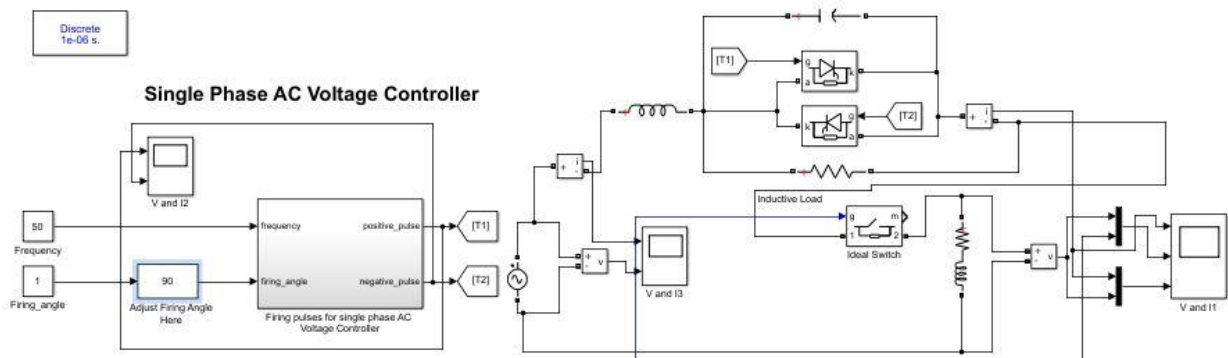 Discrete
1e-06 s.
Single Phase AC Voltage Controller
V and I2
50
Frequency
1
Firing_angle
90
Adjust Firing Angle
Here
frequency
firing_angle
positive_pulse
negative_pulse
Firing pulses for single phase AC
Voltage Controller
[T1]
[T2]
[T1]
g
a
k
[T2]
g
k
a
+
i
-
+
i
-
+
-
v
V and I3
Inductive Load
g
m
1
2
Ideal Switch
+
-
v
V and I1